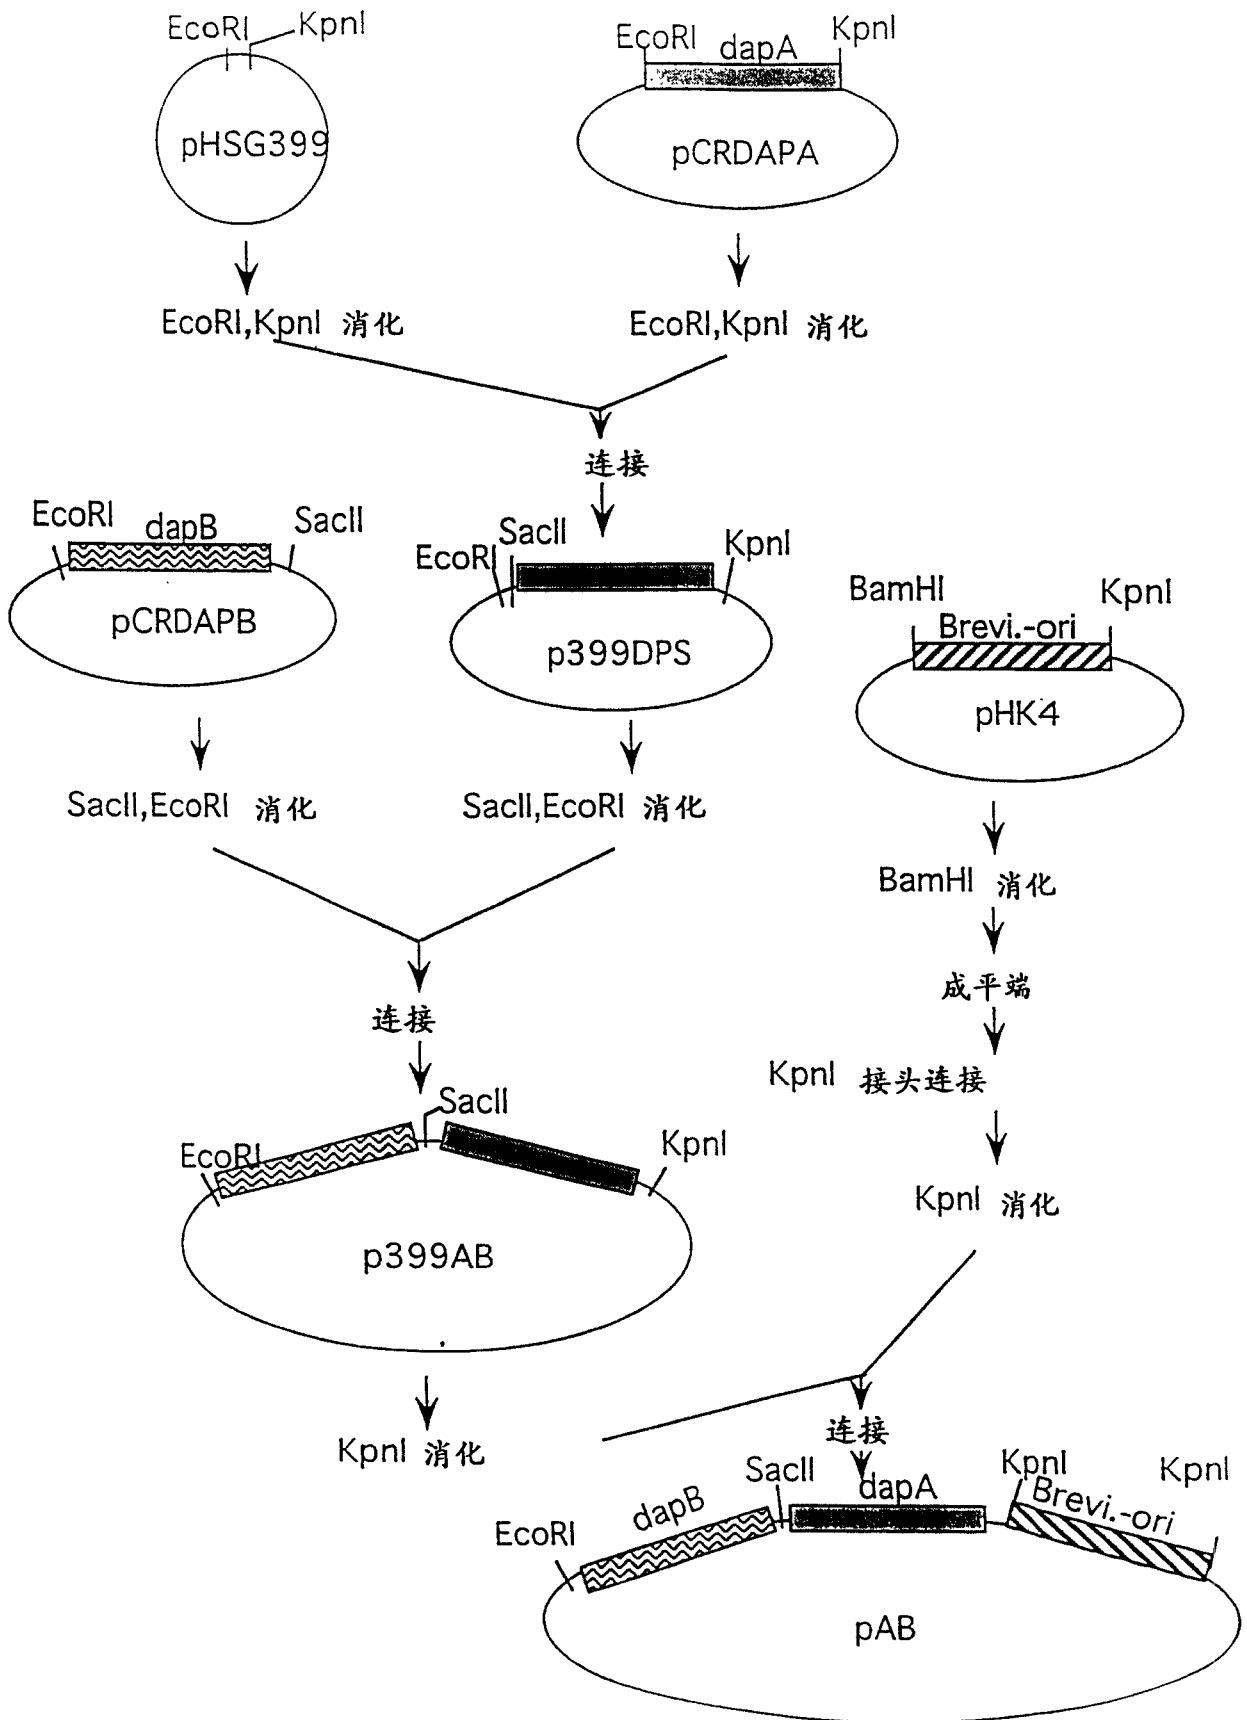 EcoRI KpnI
pHSG399
EcoRI dapA KpnI
pCRDAPA
EcoRI,KpnI 消化
EcoRI,KpnI 消化
连接
EcoRI dapB SacII
pCRDAPB
EcoRI SacII KpnI
p399DPS
BamHI KpnI
Brevi.-ori
pHK4
SacII,EcoRI 消化
SacII,EcoRI 消化
BamHI 消化
成平端
连接
KpnI 接头连接
EcoRI SacII KpnI
p399AB
KpnI 消化
KpnI 消化
连接
EcoRI dapB SacII dapA KpnI Brevi.-ori KpnI
pAB